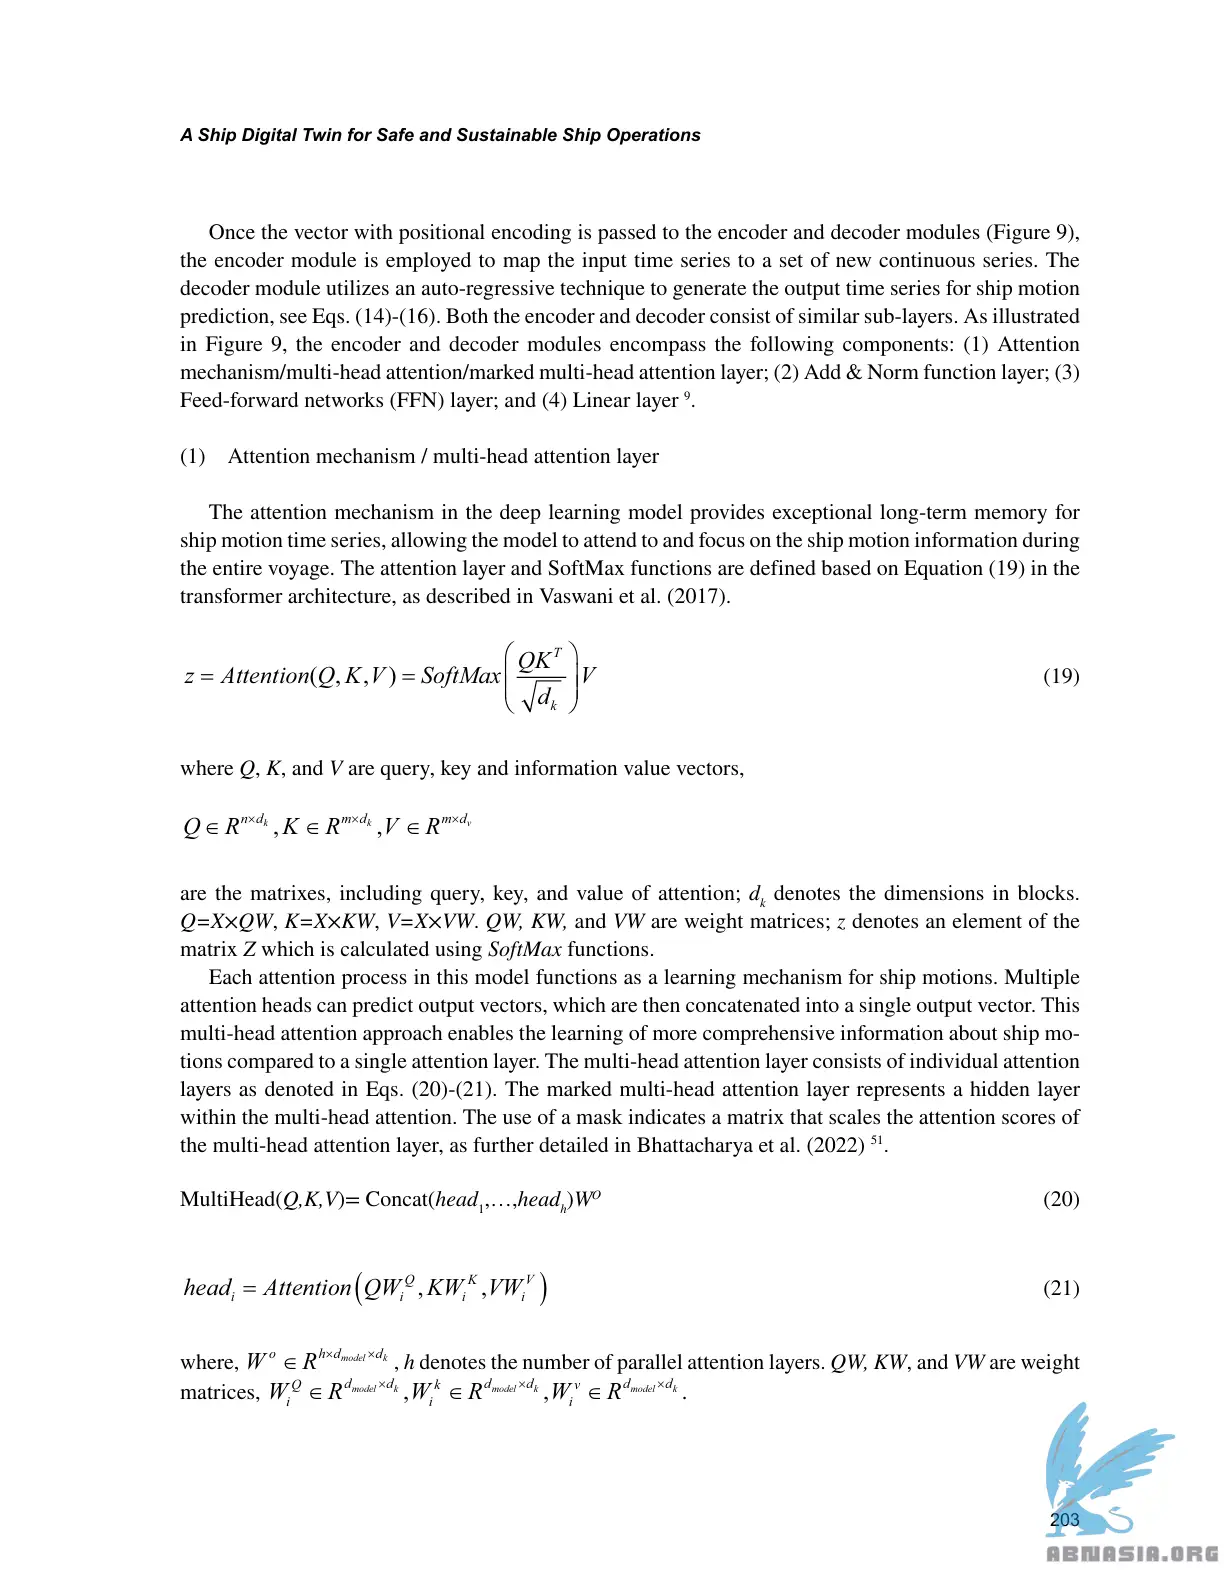 A Ship Digital Twin for Safe and Sustainable Ship Operations
Once the vector with positional encoding is passed to the encoder and decoder modules (Figure 9),
the encoder module is employed to map the input time series to a set of new continuous series. The
decoder module utilizes an auto-regressive technique to generate the output time series for ship motion
prediction, see Eqs. (14)-(16). Both the encoder and decoder consist of similar sub-layers. As illustrated
in Figure 9, the encoder and decoder modules encompass the following components: (1) Attention
mechanism/multi-head attention/marked multi-head attention layer; (2) Add & Norm function layer; (3)
Feed-forward networks (FFN) layer; and (4) Linear layer ⁹.
(1) Attention mechanism / multi-head attention layer
The attention mechanism in the deep learning model provides exceptional long-term memory for
ship motion time series, allowing the model to attend to and focus on the ship motion information during
the entire voyage. The attention layer and SoftMax functions are defined based on Equation (19) in the
transformer architecture, as described in Vaswani et al. (2017).
$z = Attention(Q, K, V) = SoftMax\left(\frac{QK^T}{\sqrt{d_k}}\right)V$ (19)
where Q, K, and V are query, key and information value vectors,
$Q \in R^{n \times d_k}, K \in R^{m \times d_k}, V \in R^{m \times d_v}$
are the matrixes, including query, key, and value of attention; $d_k$ denotes the dimensions in blocks.
Q=X×QW, K=X×KW, V=X×VW. QW, KW, and VW are weight matrices; z denotes an element of the
matrix Z which is calculated using SoftMax functions.
Each attention process in this model functions as a learning mechanism for ship motions. Multiple
attention heads can predict output vectors, which are then concatenated into a single output vector. This
multi-head attention approach enables the learning of more comprehensive information about ship mo-
tions compared to a single attention layer. The multi-head attention layer consists of individual attention
layers as denoted in Eqs. (20)-(21). The marked multi-head attention layer represents a hidden layer
within the multi-head attention. The use of a mask indicates a matrix that scales the attention scores of
the multi-head attention layer, as further detailed in Bhattacharya et al. (2022) ⁵¹.
MultiHead(Q,K,V)= Concat($head_1$,…,$head_h$)$W^O$ (20)
$head_i = Attention\left(QW_i^Q, KW_i^K, VW_i^V\right)$ (21)
where, $W^o \in R^{h \times d_{model} \times d_k}$, h denotes the number of parallel attention layers. QW, KW, and VW are weight
matrices, $W_i^Q \in R^{d_{model} \times d_k}, W_i^k \in R^{d_{model} \times d_k}, W_i^v \in R^{d_{model} \times d_k}$.
203
ABNASIA.ORG